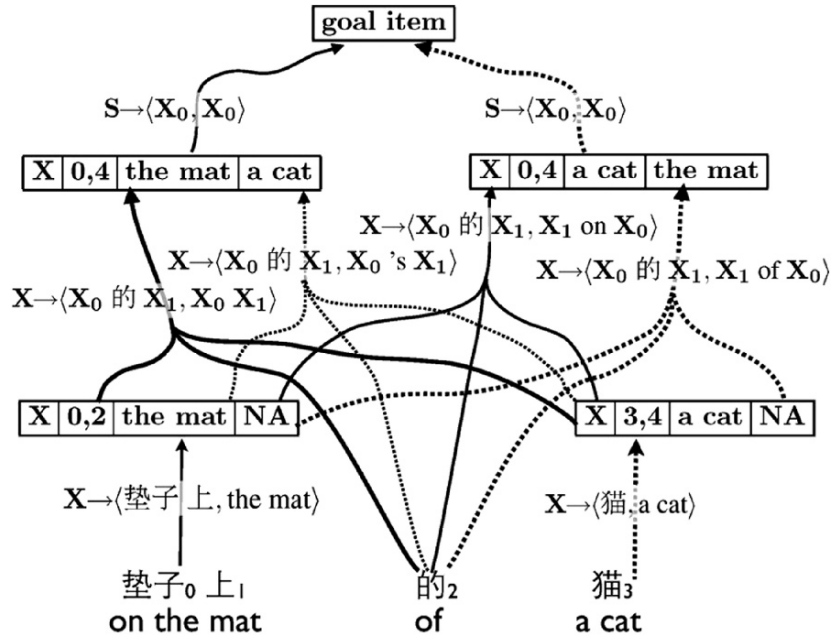 goal item
S→⟨X₀, X₀⟩ S→⟨X₀, X₀⟩
X 0,4 the mat a cat X 0,4 a cat the mat
X→⟨X₀ 的 X₁, X₁ on X₀⟩
X→⟨X₀ 的 X₁, X₀ 's X₁⟩ X→⟨X₀ 的 X₁, X₁ of X₀⟩
X→⟨X₀ 的 X₁, X₀ X₁⟩
X 0,2 the mat NA X 3,4 a cat NA
X→⟨垫子 上, the mat⟩ X→⟨猫, a cat⟩
垫子₀ 上₁ 的₂ 猫₃
on the mat of a cat